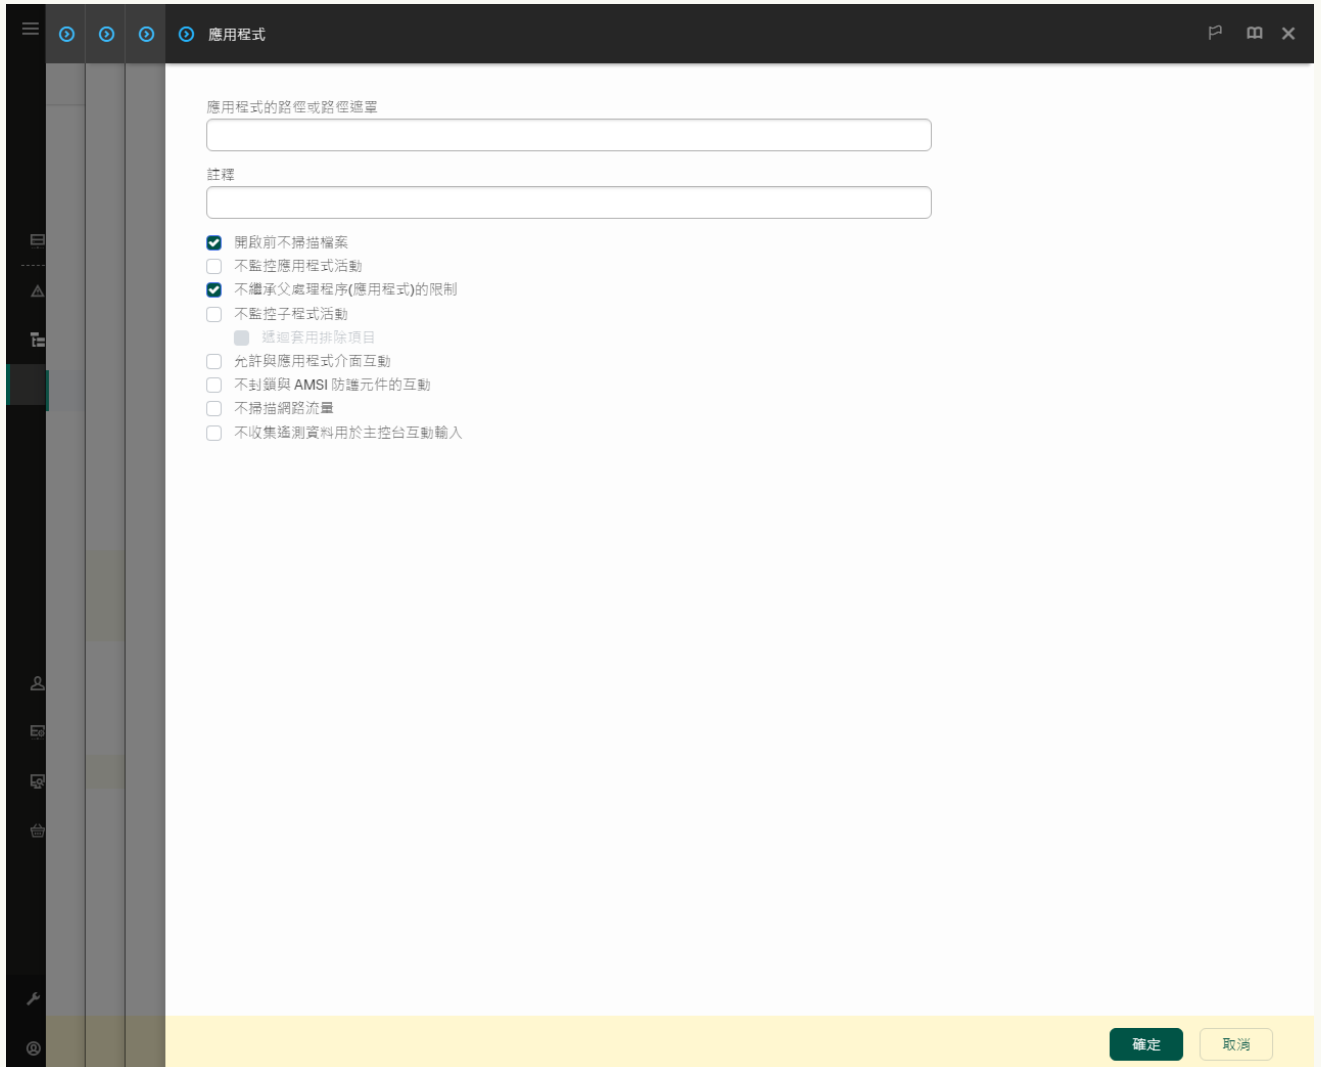 應用程式
應用程式的路徑或路徑遮罩
註釋
開啟前不掃描檔案
不監控應用程式活動
不繼承父處理程序(應用程式)的限制
不監控子程式活動
遞迴套用排除項目
允許與應用程式介面互動
不封鎖與 AMSI 防護元件的互動
不掃描網路流量
不收集遙測資料用於主控台互動輸入
確定
取消